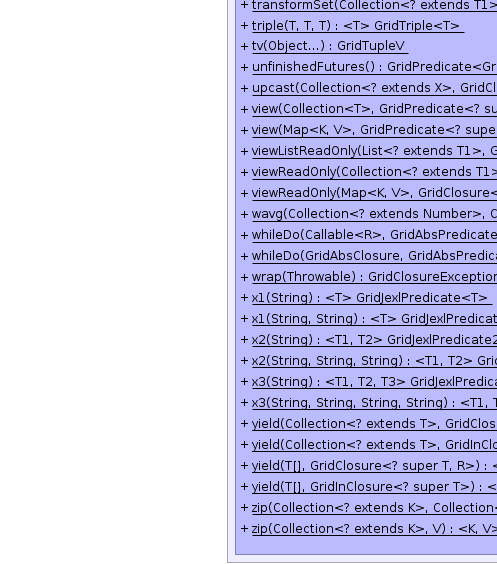 + transformSet(Collection<? extends T1>
+ triple(T, T, T) : <T> GridTriple<T>
+ tv(Object...) : GridTupleV
+ unfinishedFutures() : GridPredicate<Gr
+ upcast(Collection<? extends X>, GridCl
+ view(Collection<T>, GridPredicate<? su
+ view(Map<K, V>, GridPredicate<? supe
+ viewListReadOnly(List<? extends T1>, G
+ viewReadOnly(Collection<? extends T1>
+ viewReadOnly(Map<K, V>, GridClosure<
+ wavg(Collection<? extends Number>, C
+ whileDo(Callable<R>, GridAbsPredicate
+ whileDo(GridAbsClosure, GridAbsPredic
+ wrap(Throwable) : GridClosureException
+ x1(String) : <T> GridJexlPredicate<T>
+ x1(String, String) : <T> GridJexlPredicat
+ x2(String) : <T1, T2> GridJexlPredicate2
+ x2(String, String, String) : <T1, T2> Gri
+ x3(String) : <T1, T2, T3> GridJexlPredica
+ x3(String, String, String, String) : <T1, T
+ yield(Collection<? extends T>, GridClos
+ yield(Collection<? extends T>, GridInClo
+ yield(T[], GridClosure<? super T, R>) : <
+ yield(T[], GridInClosure<? super T>) : <
+ zip(Collection<? extends K>, Collection<
+ zip(Collection<? extends K>, V) : <K, V>